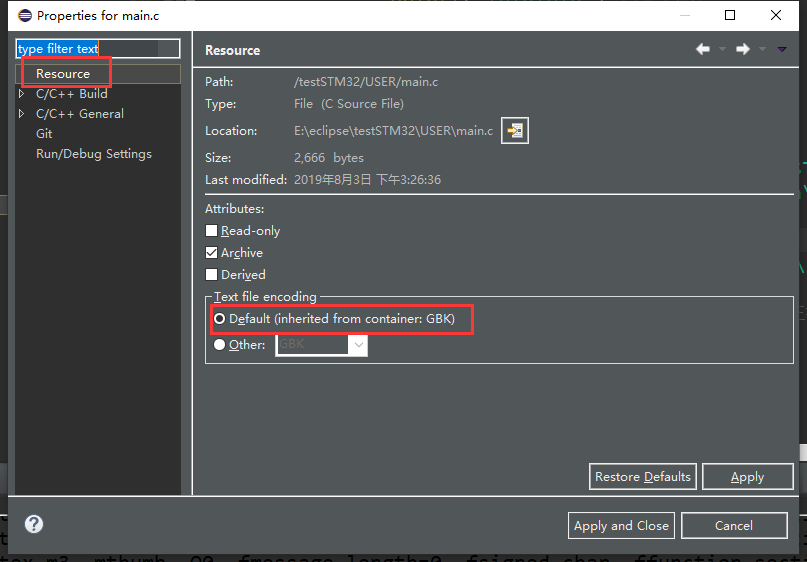 Properties for main.c
type filter text
Resource
C/C++ Build
C/C++ General
Git
Run/Debug Settings
Resource
Path: /testSTM32/USER/main.c
Type: File (C Source File)
Location: E:\eclipse\testSTM32\USER\main.c
Size: 2,666 bytes
Last modified: 2019年8月3日 下午3:26:36
Attributes:
Read-only
Archive
Derived
Text file encoding
Default (inherited from container: GBK)
Other: GBK
Restore Defaults
Apply
Apply and Close
Cancel